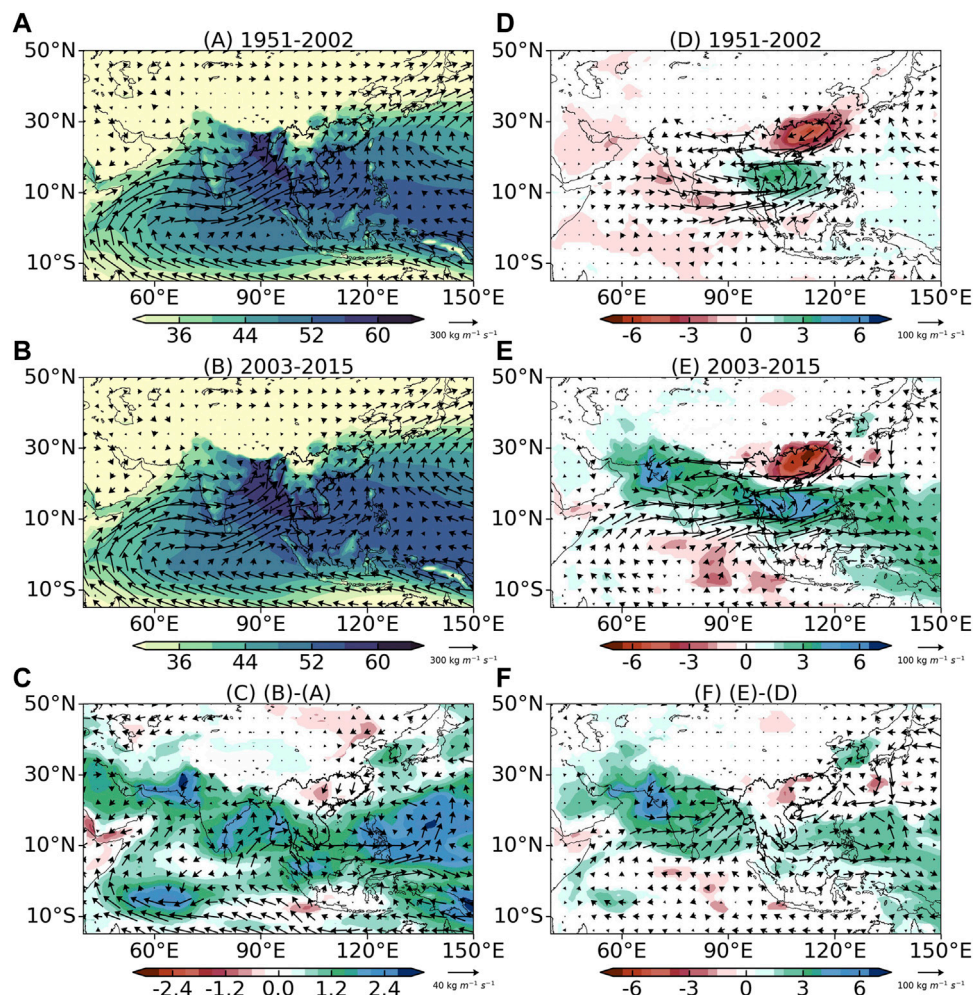 A
(A) 1951-2002
50°N
30°N
10°N
10°S
60°E
90°E
120°E
150°E
36
44
52
60
300 kg m⁻¹ s⁻¹
B
(B) 2003-2015
50°N
30°N
10°N
10°S
60°E
90°E
120°E
150°E
36
44
52
60
300 kg m⁻¹ s⁻¹
C
(C) (B)-(A)
50°N
30°N
10°N
10°S
60°E
90°E
120°E
150°E
-2.4
-1.2
0.0
1.2
2.4
40 kg m⁻¹ s⁻¹
D
(D) 1951-2002
50°N
30°N
10°N
10°S
60°E
90°E
120°E
150°E
-6
-3
0
3
6
100 kg m⁻¹ s⁻¹
E
(E) 2003-2015
50°N
30°N
10°N
10°S
60°E
90°E
120°E
150°E
-6
-3
0
3
6
100 kg m⁻¹ s⁻¹
F
(F) (E)-(D)
50°N
30°N
10°N
10°S
60°E
90°E
120°E
150°E
-6
-3
0
3
6
100 kg m⁻¹ s⁻¹